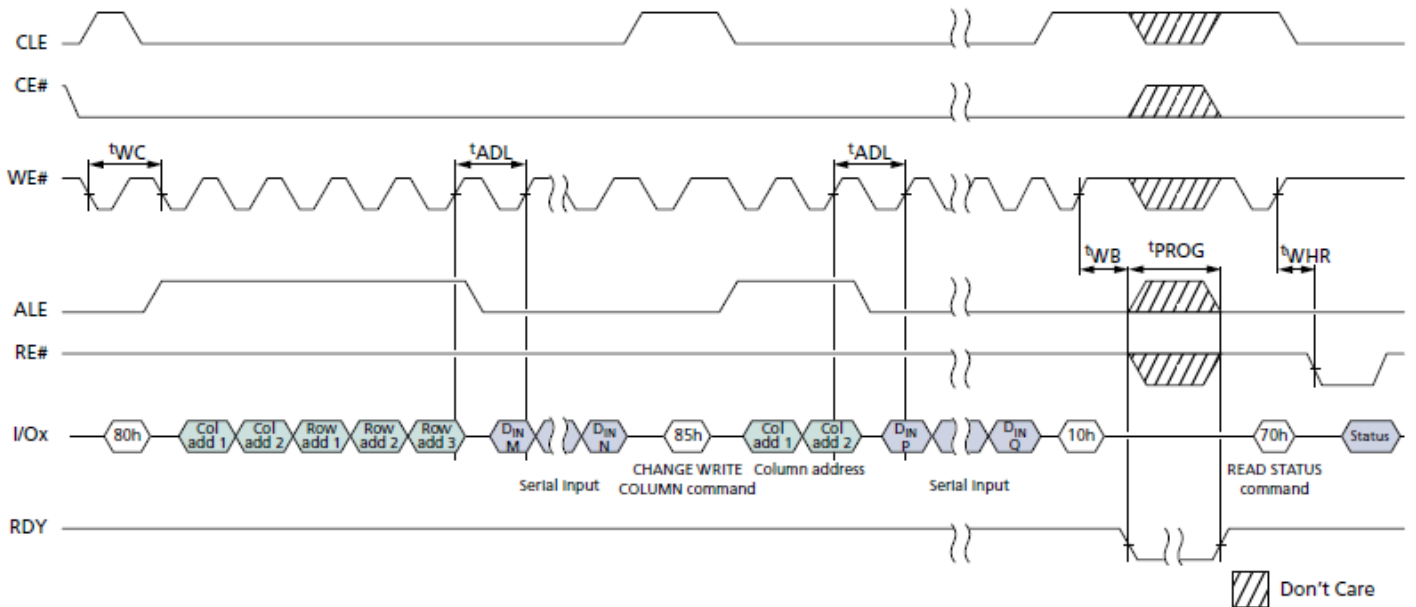 CLE
CE#
tWC
tADL
tADL
WE#
tWB
tPROG
tWHR
ALE
RE#
I/Ox
80h
Col add 1
Col add 2
Row add 1
Row add 2
Row add 3
DIN M
DIN N
85h
Col add 1
Col add 2
DIN P
DIN Q
10h
70h
Status
CHANGE WRITE
COLUMN command
Column address
READ STATUS
command
Serial Input
Serial Input
RDY
Don't Care